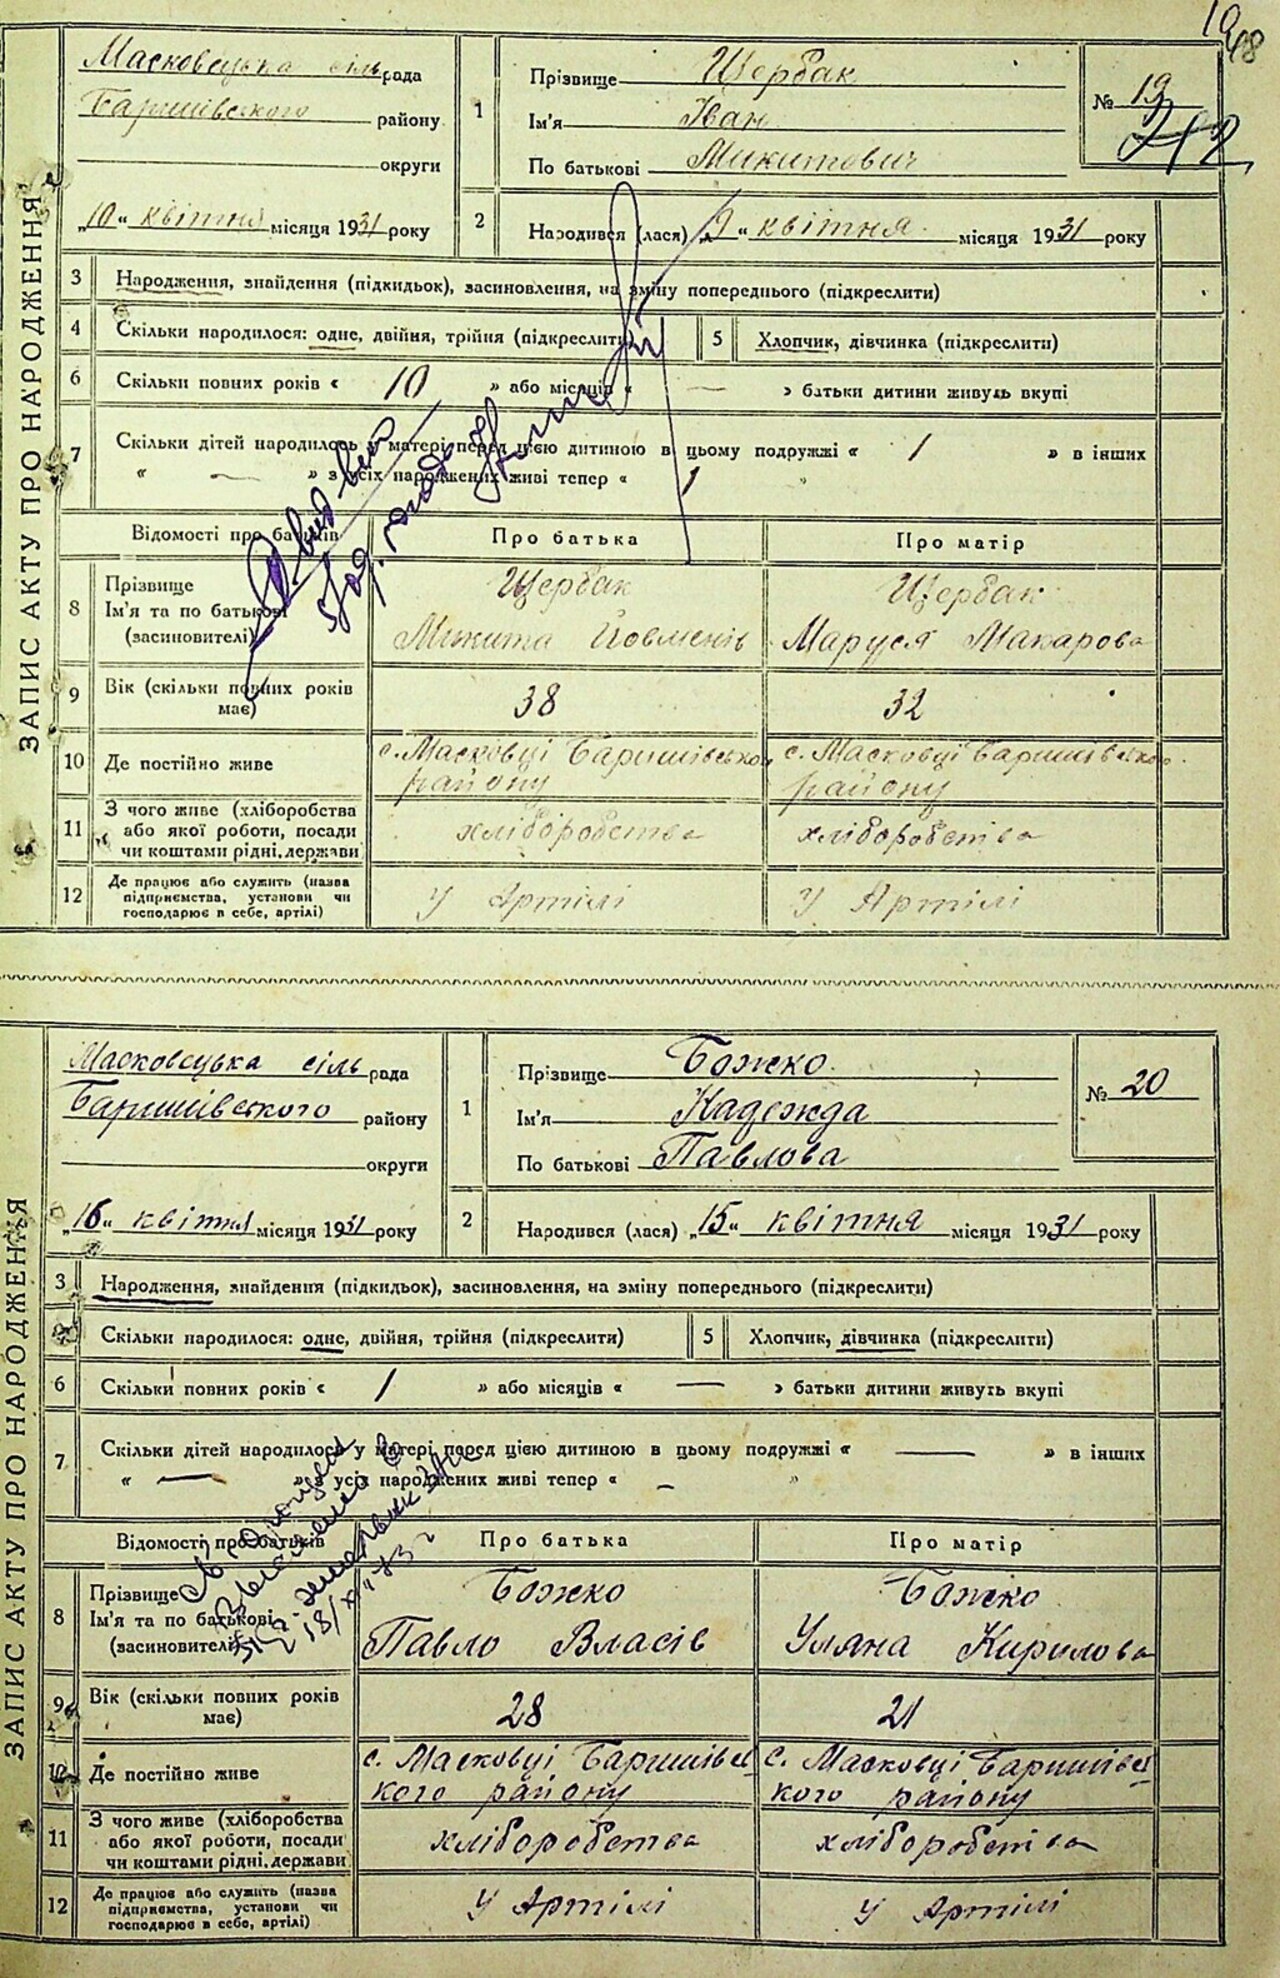 ЗАПИС АКТУ ПРО НАРОДЖЕННЯ
Масковецька сільрада
Баришівського району
округи
„10“ квітня місяця 1931 року
1
Прізвище Щербак
Ім'я Іван
По батькові Микитович
№ 19
2
Народився (лася) „9“ квітня місяця 1931 року
3 Народження, знайдення (підкидьок), засиновлення, на зміну попереднього (підкреслити)
4 Скільки народилося: одне, двійня, трійня (підкреслити) 5 Хлопчик, дівчинка (підкреслити)
6 Скільки повних років « 10 » або місяців « — » батьки дитини живуть вкупі
7 Скільки дітей народилось у матері перед цією дитиною в цьому подружжі « 1 » в інших
« — » з усіх народжених живі тепер « 1 »
Відомості про батьків Про батька Про матір
8 Прізвище
Ім'я та по батькові
(засиновителі)
Щербак
Микита Йовменів
Щербак
Маруся Макарова
9 Вік (скільки повних років
має)
38 32
10 Де постійно живе
с. Масковці Баришівського
району
с. Масковці Баришівського
району
11 З чого живе (хліборобства
або якої роботи, посади
чи коштами рідні, держави
хліборобства хліборобства
12 Де працює або служить (назва
підприємства, установи чи
господарює в себе, артілі)
У Артілі У Артілі
ЗАПИС АКТУ ПРО НАРОДЖЕННЯ
Масковецька сільрада
Баришівського району
округи
„16“ квітня місяця 1931 року
1
Прізвище Божко
Ім'я Надежда
По батькові Павлова
№ 20
2
Народився (лася) „15“ квітня місяця 1931 року
3 Народження, знайдення (підкидьок), засиновлення, на зміну попереднього (підкреслити)
Скільки народилося: одне, двійня, трійня (підкреслити) 5 Хлопчик, дівчинка (підкреслити)
6 Скільки повних років « 1 » або місяців « — » батьки дитини живуть вкупі
7 Скільки дітей народилося у матері перед цією дитиною в цьому подружжі « — » в інших
« — » з усіх народжених живі тепер « — »
Відомості про батьків Про батька Про матір
8 Прізвище
Ім'я та по батькові
(засиновителі)
Божко
Павло Власів
Божко
Уляна Кирилова
9 Вік (скільки повних років
має)
28 21
10 Де постійно живе
с. Масковці Баришівсь
кого району
с. Масковці Баришівсь
кого району
11 З чого живе (хліборобства
або якої роботи, посади
чи коштами рідні, держави
хліборобства хліборобства
12 Де працює або служить (назва
підприємства, установи чи
господарює в себе, артілі)
У Артілі У Артілі